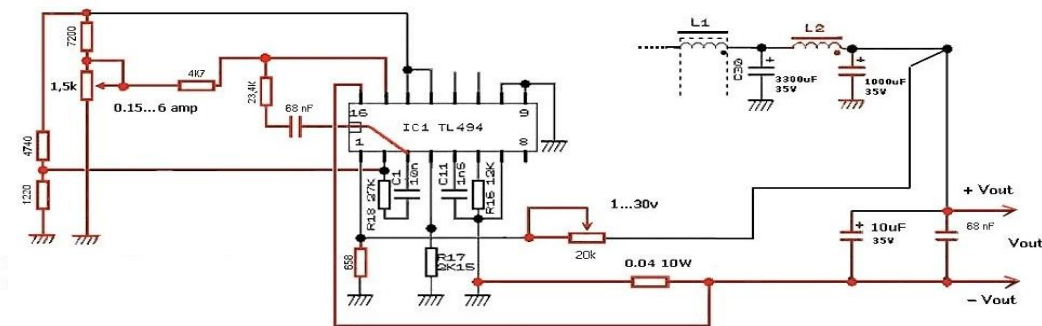 L1
L2
7200
C30
+
3300uF
35V
+
1000uF
35V
4K7
1,5k
23,4K
0.15...6 amp
68 nF
16
9
IC1 TL494
1
8
4740
1220
R18 27K
C1
10n
C11
1n5
R16 12K
1...30v
+ Vout
+
10uF
35V
68 nF
Vout
20k
658
R17
2K15
0.04 10W
- Vout